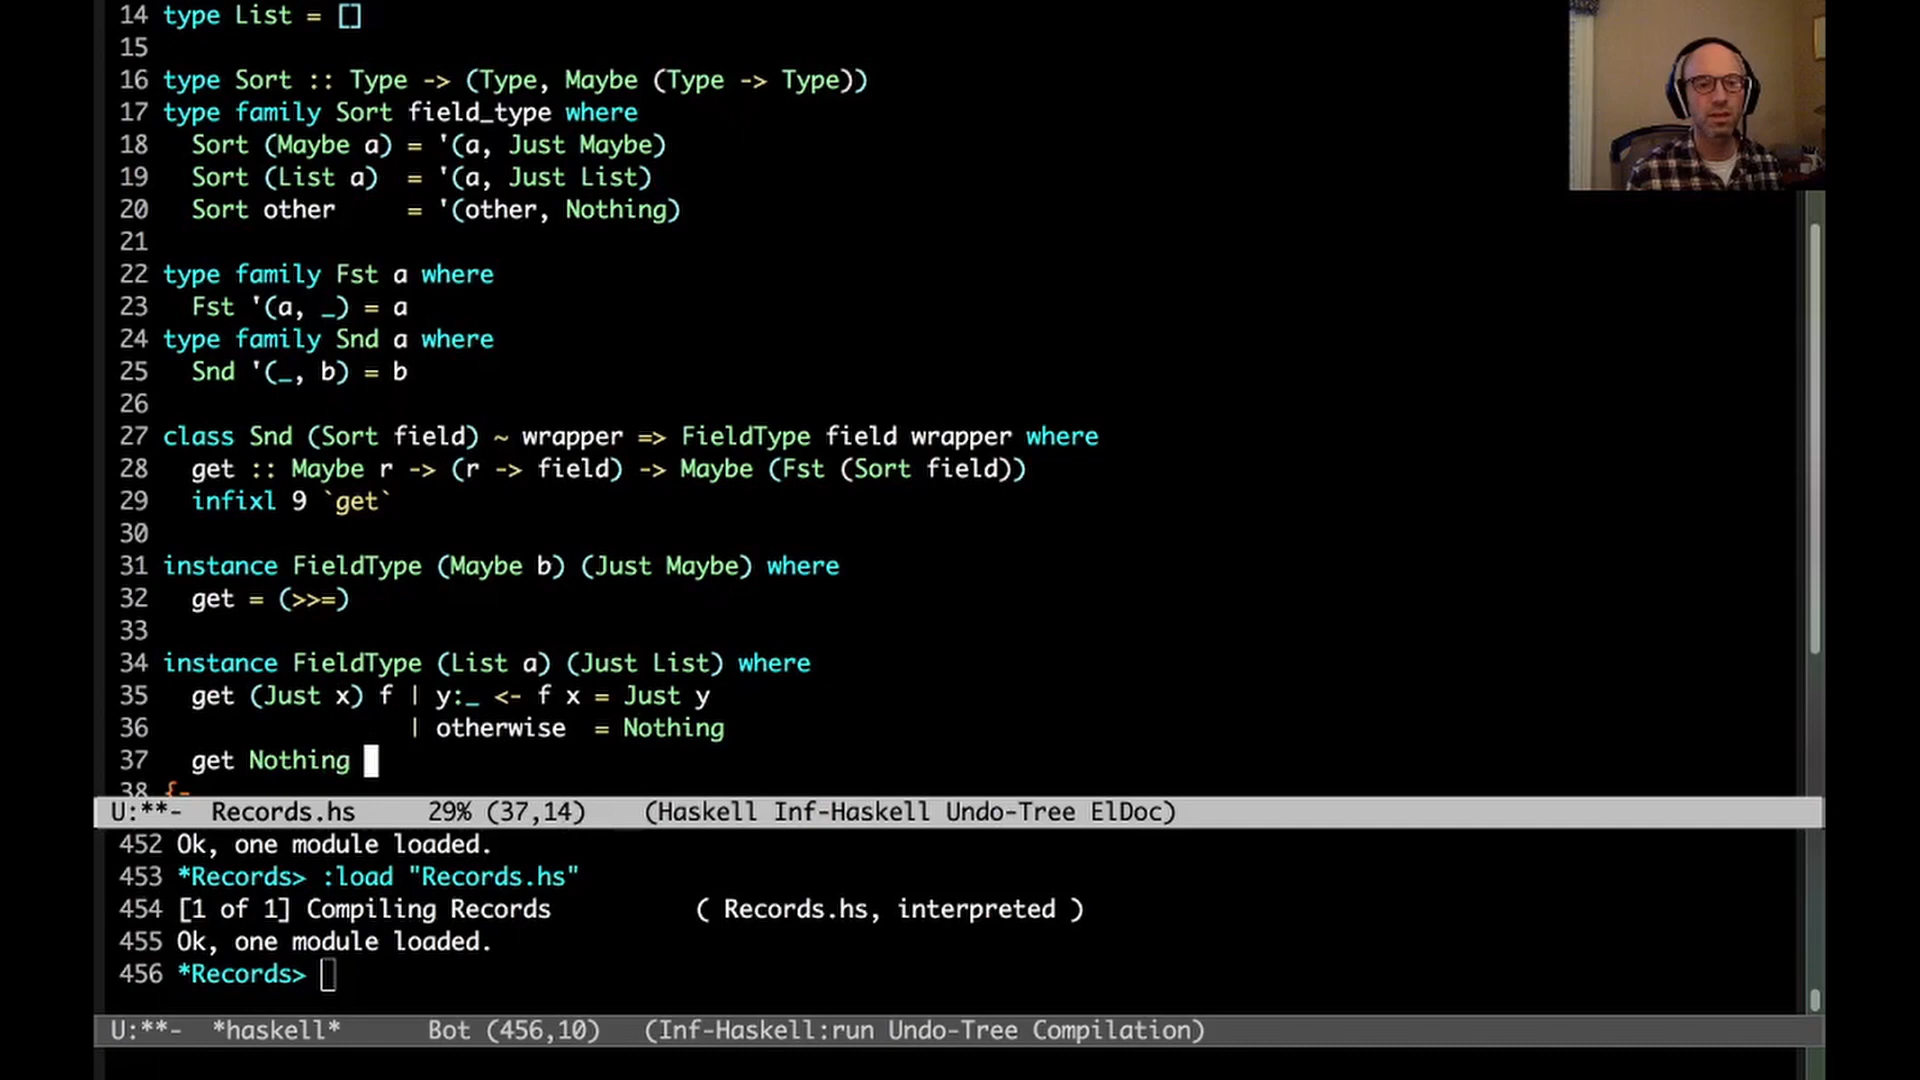 14 type List = []
15
16 type Sort :: Type -> (Type, Maybe (Type -> Type))
17 type family Sort field_type where
18   Sort (Maybe a) = '(a, Just Maybe)
19   Sort (List a)  = '(a, Just List)
20   Sort other     = '(other, Nothing)
21
22 type family Fst a where
23   Fst '(a, _) = a
24 type family Snd a where
25   Snd '(_, b) = b
26
27 class Snd (Sort field) ~ wrapper => FieldType field wrapper where
28   get :: Maybe r -> (r -> field) -> Maybe (Fst (Sort field))
29   infixl 9 `get`
30
31 instance FieldType (Maybe b) (Just Maybe) where
32   get = (>>=)
33
34 instance FieldType (List a) (Just List) where
35   get (Just x) f | y:_ <- f x = Just y
36                  | otherwise  = Nothing
37   get Nothing
38 {-
U:**-  Records.hs     29% (37,14)    (Haskell Inf-Haskell Undo-Tree ElDoc)
452 Ok, one module loaded.
453 *Records> :load "Records.hs"
454 [1 of 1] Compiling Records          ( Records.hs, interpreted )
455 Ok, one module loaded.
456 *Records>
U:**-  *haskell*      Bot (456,10)   (Inf-Haskell:run Undo-Tree Compilation)